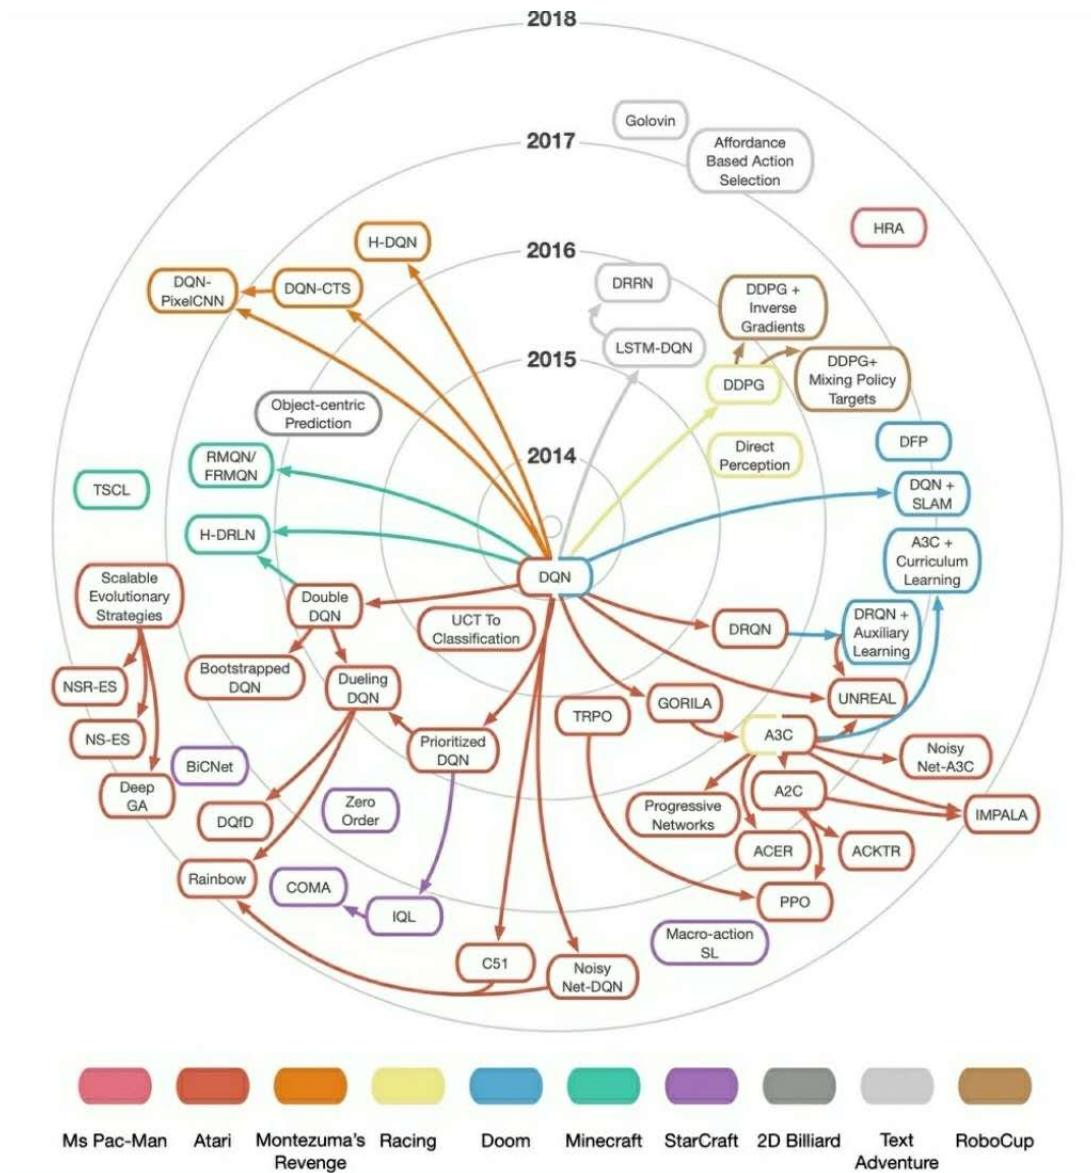 2018
Golovin
2017
Affordance
Based Action
Selection
HRA
H-DQN
2016
DQN-
PixelCNN
DQN-CTS
DRRN
DDPG +
Inverse
Gradients
LSTM-DQN
2015
DDPG+
Mixing Policy
Targets
DDPG
Object-centric
Prediction
DFP
Direct
Perception
2014
RMQN/
FRMQN
TSCL
DQN +
SLAM
H-DRLN
A3C +
Curriculum
Learning
DQN
Scalable
Evolutionary
Strategies
Double
DQN
UCT To
Classification
DRQN
DRQN +
Auxiliary
Learning
Bootstrapped
DQN
NSR-ES
Dueling
DQN
UNREAL
GORILA
TRPO
NS-ES
A3C
Prioritized
DQN
Noisy
Net-A3C
BiCNet
Deep
GA
A2C
Zero
Order
Progressive
Networks
IMPALA
DQfD
ACER
ACKTR
Rainbow
COMA
PPO
IQL
Macro-action
SL
C51
Noisy
Net-DQN
Ms Pac-Man
Atari
Montezuma's
Revenge
Racing
Doom
Minecraft
StarCraft
2D Billiard
Text
Adventure
RoboCup